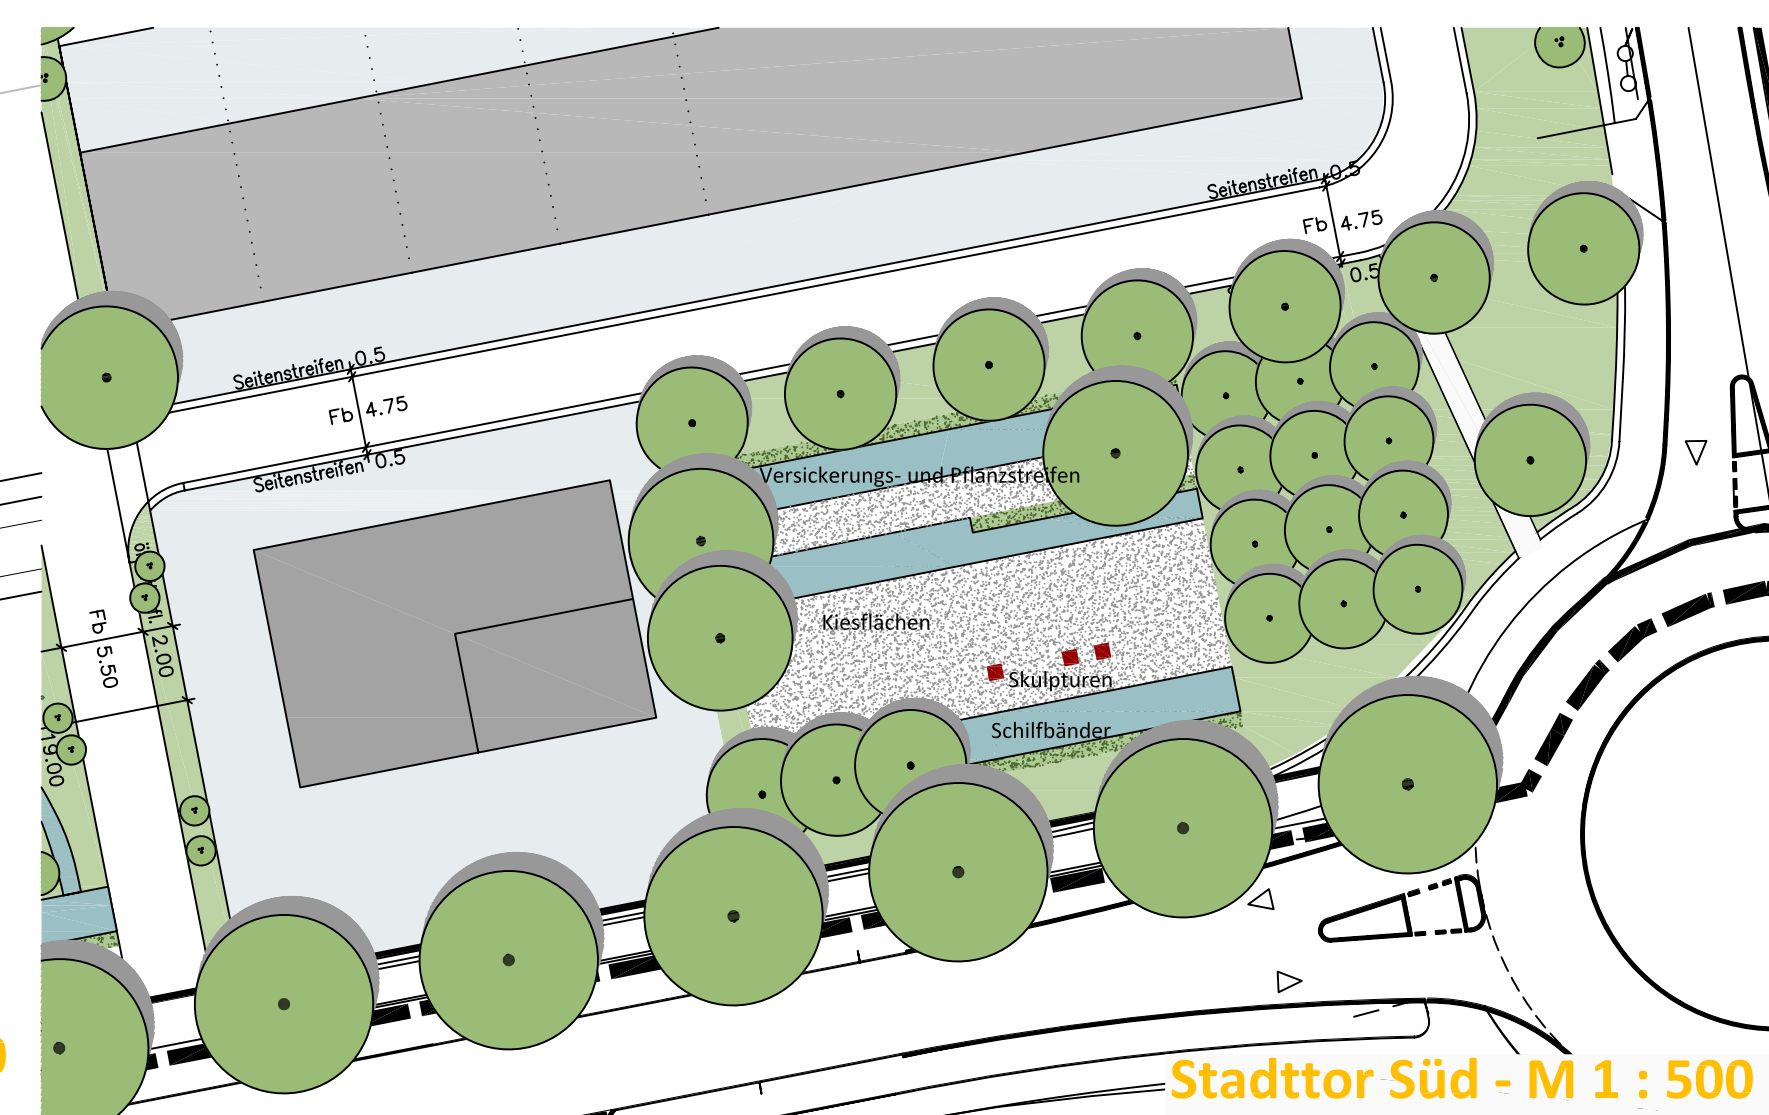 Seitenstreifen 0.5
Fb 4.75
0.5
Seitenstreifen 0.5
Fb 4.75
Seitenstreifen 0.5
Versickerungs- und Pflanzstreifen
Kiesflächen
Skulpturen
Schilfbänder
Fb 5.50
fl. 2.00
19.00
Stadttor Süd - M 1 : 500